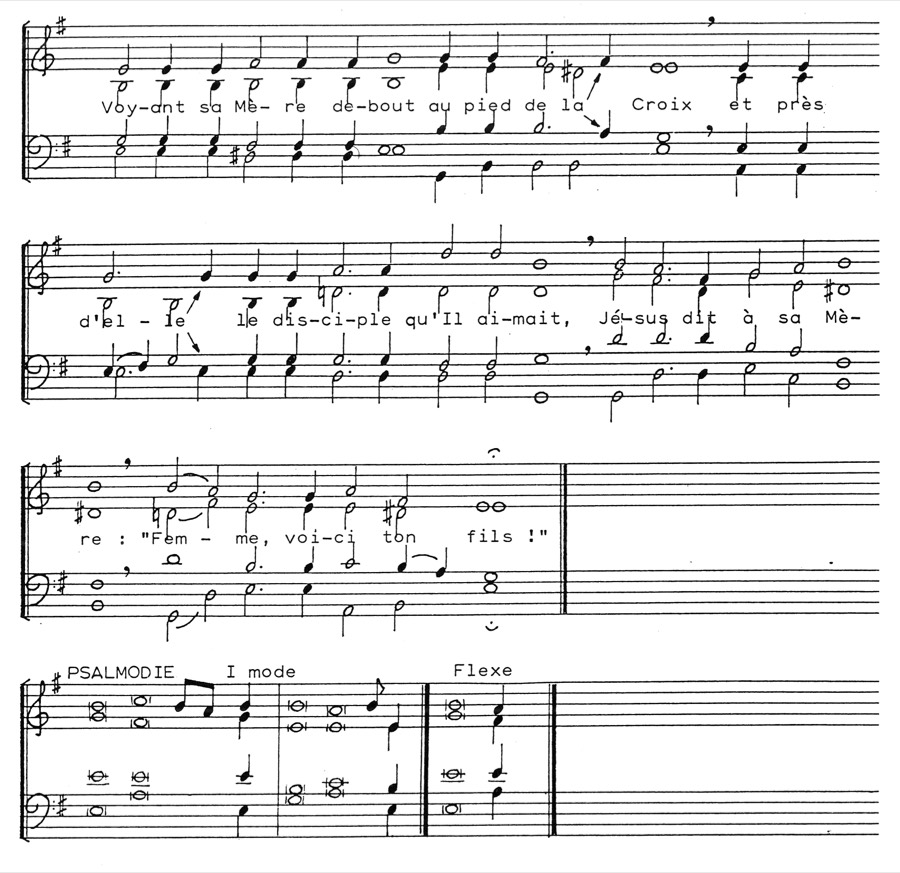 Voy-ant sa Mè-re de-bout au pied de la Croix et près
d'el-le le dis-ci-ple qu'Il ai-mait, Jé-sus dit à sa Mè-
re : "Fem-me, voi-ci ton fils !"
PSALMODIE I mode Flexe